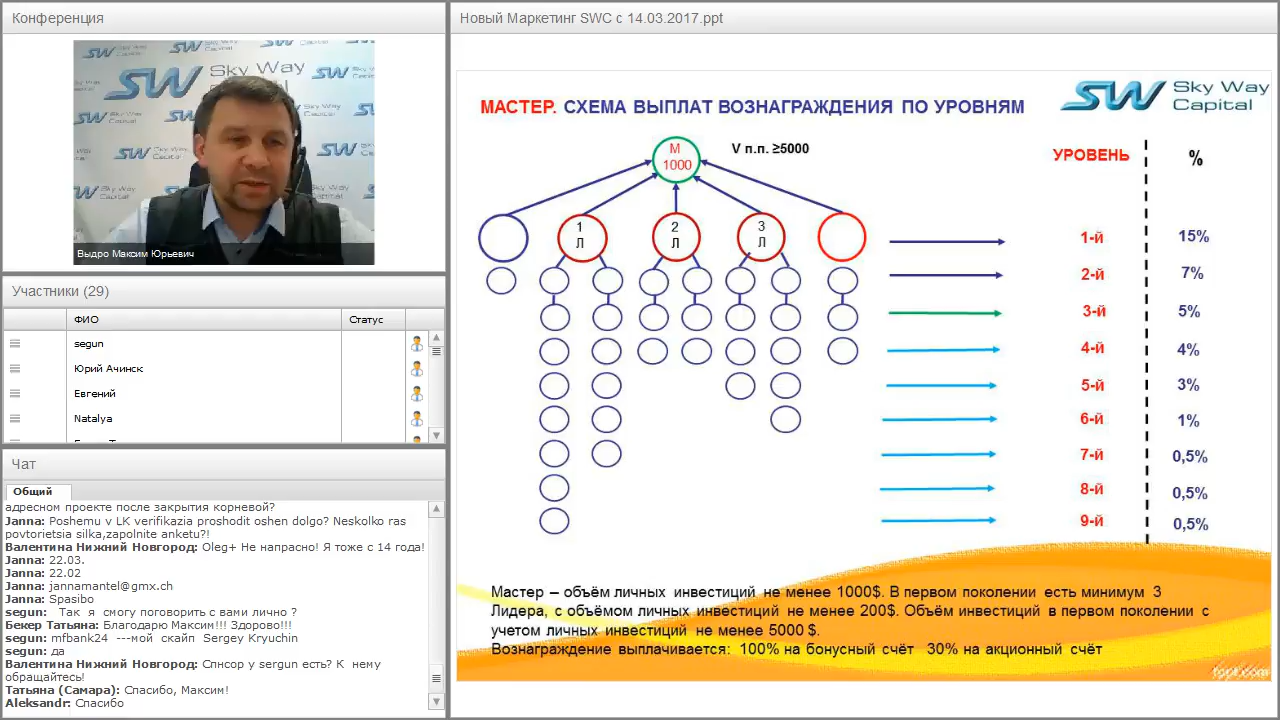 Конференция
SW Sky Way Capital
Выдро Максим Юрьевич
Участники (29)
ФИО
Статус
segun
Юрий Ачинск
Евгений
Natalya
Чат
Общий
адресном проекте после закрытия корневой?
Janna: Poshemu v LK verifikazia proshodit oshen dolgo? Neskolko ras
povtorietsia silka,zapolnite anketu?!
Валентина Нижний Новгород: Oleg+ Не напрасно! Я тоже с 14 года!
Janna: 22.03.
Janna: 22.02
Janna: jannamantel@gmx.ch
Janna: Spasibo
segun: Так я смогу поговорить с вами лично ?
Бекер Татьяна: Благодарю Максим!!! Здорово!!!
segun: mfbank24 ---мой скайп Sergey Kryuchin
segun: да
Валентина Нижний Новгород: Спнсор у sergun есть? К нему
обращайтесь!
Татьяна (Самара): Спасибо, Максим!
Aleksandr: Спасибо
Новый Маркетинг SWC с 14.03.2017.ppt
МАСТЕР. СХЕМА ВЫПЛАТ ВОЗНАГРАЖДЕНИЯ ПО УРОВНЯМ
SW Sky Way
Capital
М
1000
V п.п. ≥5000
УРОВЕНЬ %
1
Л
2
Л
3
Л
1-й 15%
2-й 7%
3-й 5%
4-й 4%
5-й 3%
6-й 1%
7-й 0,5%
8-й 0,5%
9-й 0,5%
Мастер – объём личных инвестиций не менее 1000$. В первом поколении есть минимум 3
Лидера, с объёмом личных инвестиций не менее 200$. Объём инвестиций в первом поколении с
учетом личных инвестиций не менее 5000 $.
Вознаграждение выплачивается: 100% на бонусный счёт 30% на акционный счёт